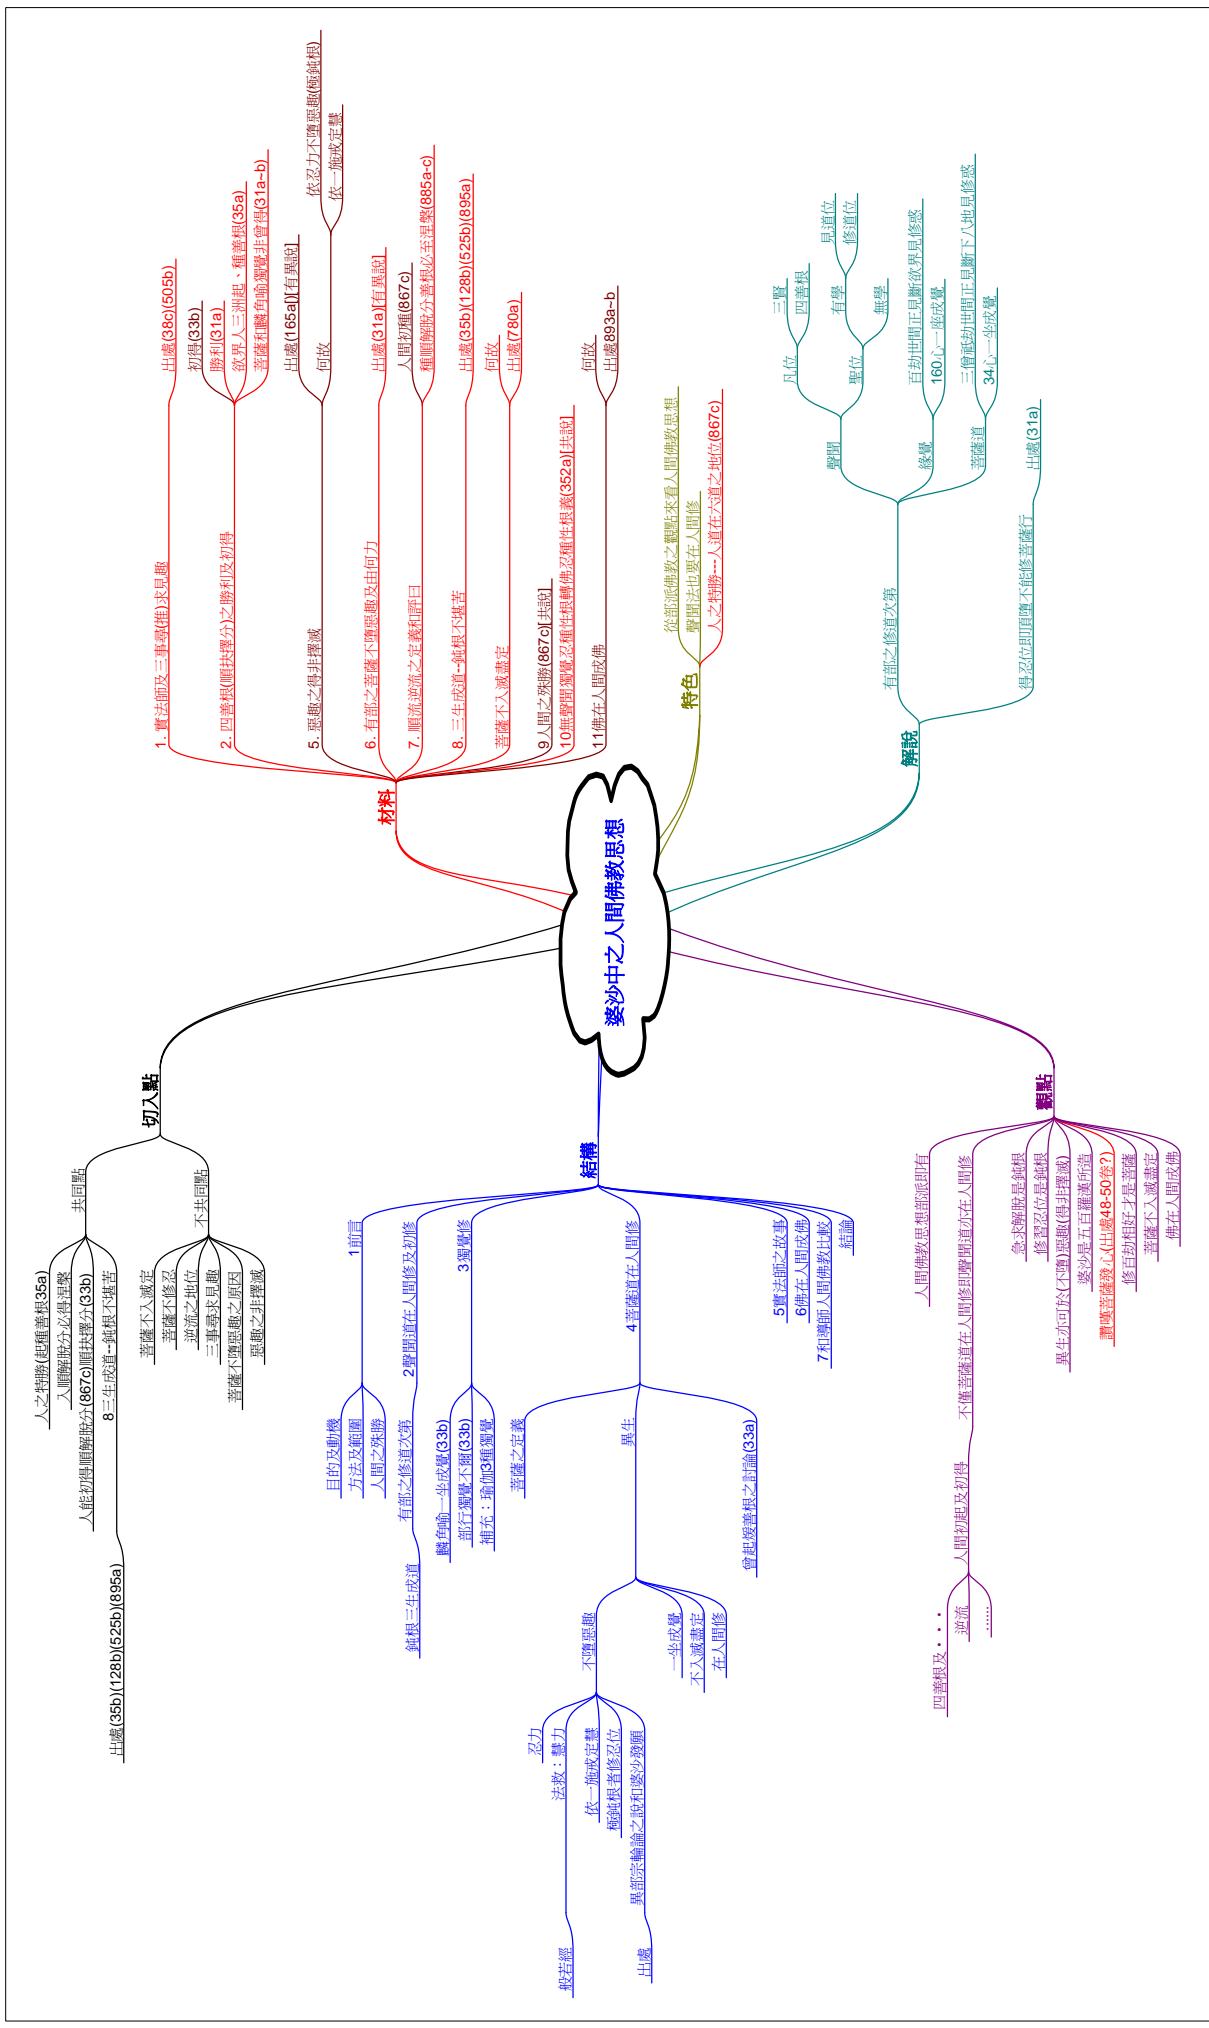 婆沙中之人間佛教思想
材料
1. 實法師及三事尋(推)求見趣
出處(38c)(505b)
2. 四善根(順抉擇分)之勝利及初得
初得(33b)
勝利(31a)
欲界人三洲起、種善根(35a)
菩薩和麟角喻獨覺非曾得(31a~b)
5. 惡趣之得非擇滅
出處(165a])[有異說]
何故
依忍力不墮惡趣(極鈍根)
依一施戒定慧
6. 有部之菩薩不墮惡趣及由何力
出處(31a)[有異說]
7. 順流逆流之定義和評曰
人間初種(867c)
種順解脫分善根必至涅槃(885a-c)
8. 三生成道--鈍根不堪苦
出處(35b)(128b)(525b)(895a)
菩薩不入滅盡定
何故
出處(780a)
9人間之殊勝(867c)[共說]
10無聲聞獨覺忍種性根轉佛忍種性根義(352a)[共說]
11佛在人間成佛
何故
出處893a~b
特色
從部派佛教之觀點來看人間佛教思想
聲聞法也要在人間修
人之特勝---人道在六道之地位(867c)
解說
有部之修道次第
聲聞
凡位
三賢
四善根
聖位
有學
見道位
修道位
無學
緣覺
百劫世間正見斷欲界見修惑
160心一座成覺
菩薩道
三僧祇劫世間正見斷下八地見修惑
34心一坐成覺
得忍位即頂墮不能修菩薩行
出處(31a)
切入點
共同點
人之特勝(起種善根35a)
入順解脫分必得涅槃
人能初得順解脫分(867c)順抉擇分(33b)
8三生成道--鈍根不堪苦
出處(35b)(128b)(525b)(895a)
不共同點
菩薩不入滅定
菩薩不修忍
逆流之地位
三事尋求見趣
菩薩不墮惡趣之原因
惡趣之非擇滅
結構
1前言
目的及動機
方法及範圍
人間之殊勝
2聲聞道在人間修及初修
有部之修道次第
鈍根三生成道
3獨覺修
麟角喻一坐成覺(33b)
部行獨覺不爾(33b)
補充：瑜伽3種獨覺
4菩薩道在人間修
菩薩之定義
異生
不墮惡趣
忍力
法救：慧力
般若經
依一施戒定慧
極鈍根者修忍位
異部宗輪論之說和婆沙發願
出處
一坐成覺
不入滅盡定
在人間修
曾起煖善根之討論(33a)
5實法師之故事
6佛在人間成佛
7和導師人間佛教比較
結論
觀點
人間佛教思想部派即有
不僅菩薩道在人間修即聲聞道亦在人間修
人間初起及初得
四善根及・・・
逆流
……
急求解脫是鈍根
修習忍位是鈍根
異生亦可於(不墮)惡趣(得非擇滅)
婆沙是五百羅漢所造
讚嘆菩薩發心(出處48-50卷?)
修百劫相好才是菩薩
菩薩不入滅盡定
佛在人間成佛